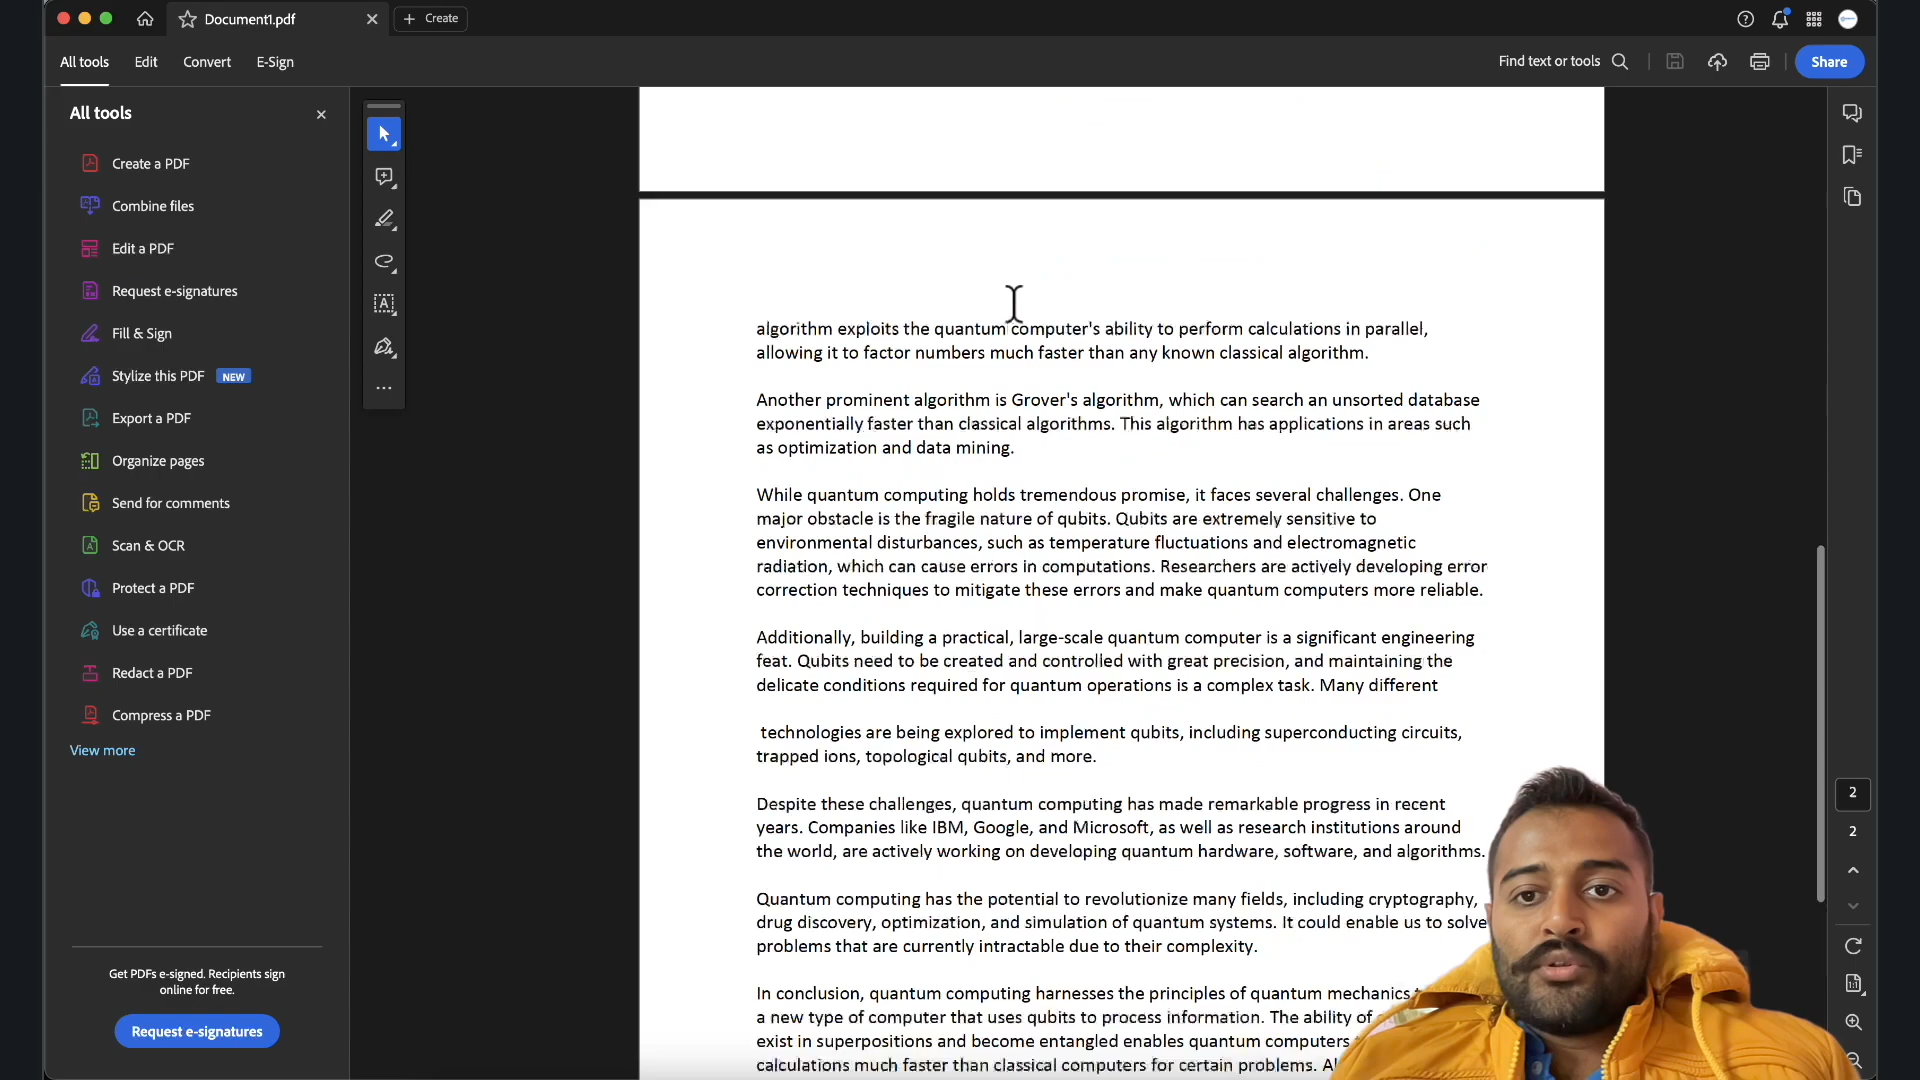 Document1.pdf
Create
All tools
Edit
Convert
E-Sign
Find text or tools
Share
All tools
Create a PDF
Combine files
Edit a PDF
Request e-signatures
Fill & Sign
Stylize this PDF NEW
Export a PDF
Organize pages
Send for comments
Scan & OCR
Protect a PDF
Use a certificate
Redact a PDF
Compress a PDF
View more
Get PDFs e-signed. Recipients sign
online for free.
Request e-signatures
algorithm exploits the quantum computer's ability to perform calculations in parallel,
allowing it to factor numbers much faster than any known classical algorithm.
Another prominent algorithm is Grover's algorithm, which can search an unsorted database
exponentially faster than classical algorithms. This algorithm has applications in areas such
as optimization and data mining.
While quantum computing holds tremendous promise, it faces several challenges. One
major obstacle is the fragile nature of qubits. Qubits are extremely sensitive to
environmental disturbances, such as temperature fluctuations and electromagnetic
radiation, which can cause errors in computations. Researchers are actively developing error
correction techniques to mitigate these errors and make quantum computers more reliable.
Additionally, building a practical, large-scale quantum computer is a significant engineering
feat. Qubits need to be created and controlled with great precision, and maintaining the
delicate conditions required for quantum operations is a complex task. Many different
technologies are being explored to implement qubits, including superconducting circuits,
trapped ions, topological qubits, and more.
Despite these challenges, quantum computing has made remarkable progress in recent
years. Companies like IBM, Google, and Microsoft, as well as research institutions around
the world, are actively working on developing quantum hardware, software, and algorithms.
Quantum computing has the potential to revolutionize many fields, including cryptography,
drug discovery, optimization, and simulation of quantum systems. It could enable us to solve
problems that are currently intractable due to their complexity.
In conclusion, quantum computing harnesses the principles of quantum mechanics
a new type of computer that uses qubits to process information. The ability of
exist in superpositions and become entangled enables quantum computers
calculations much faster than classical computers for certain problems.
2
2